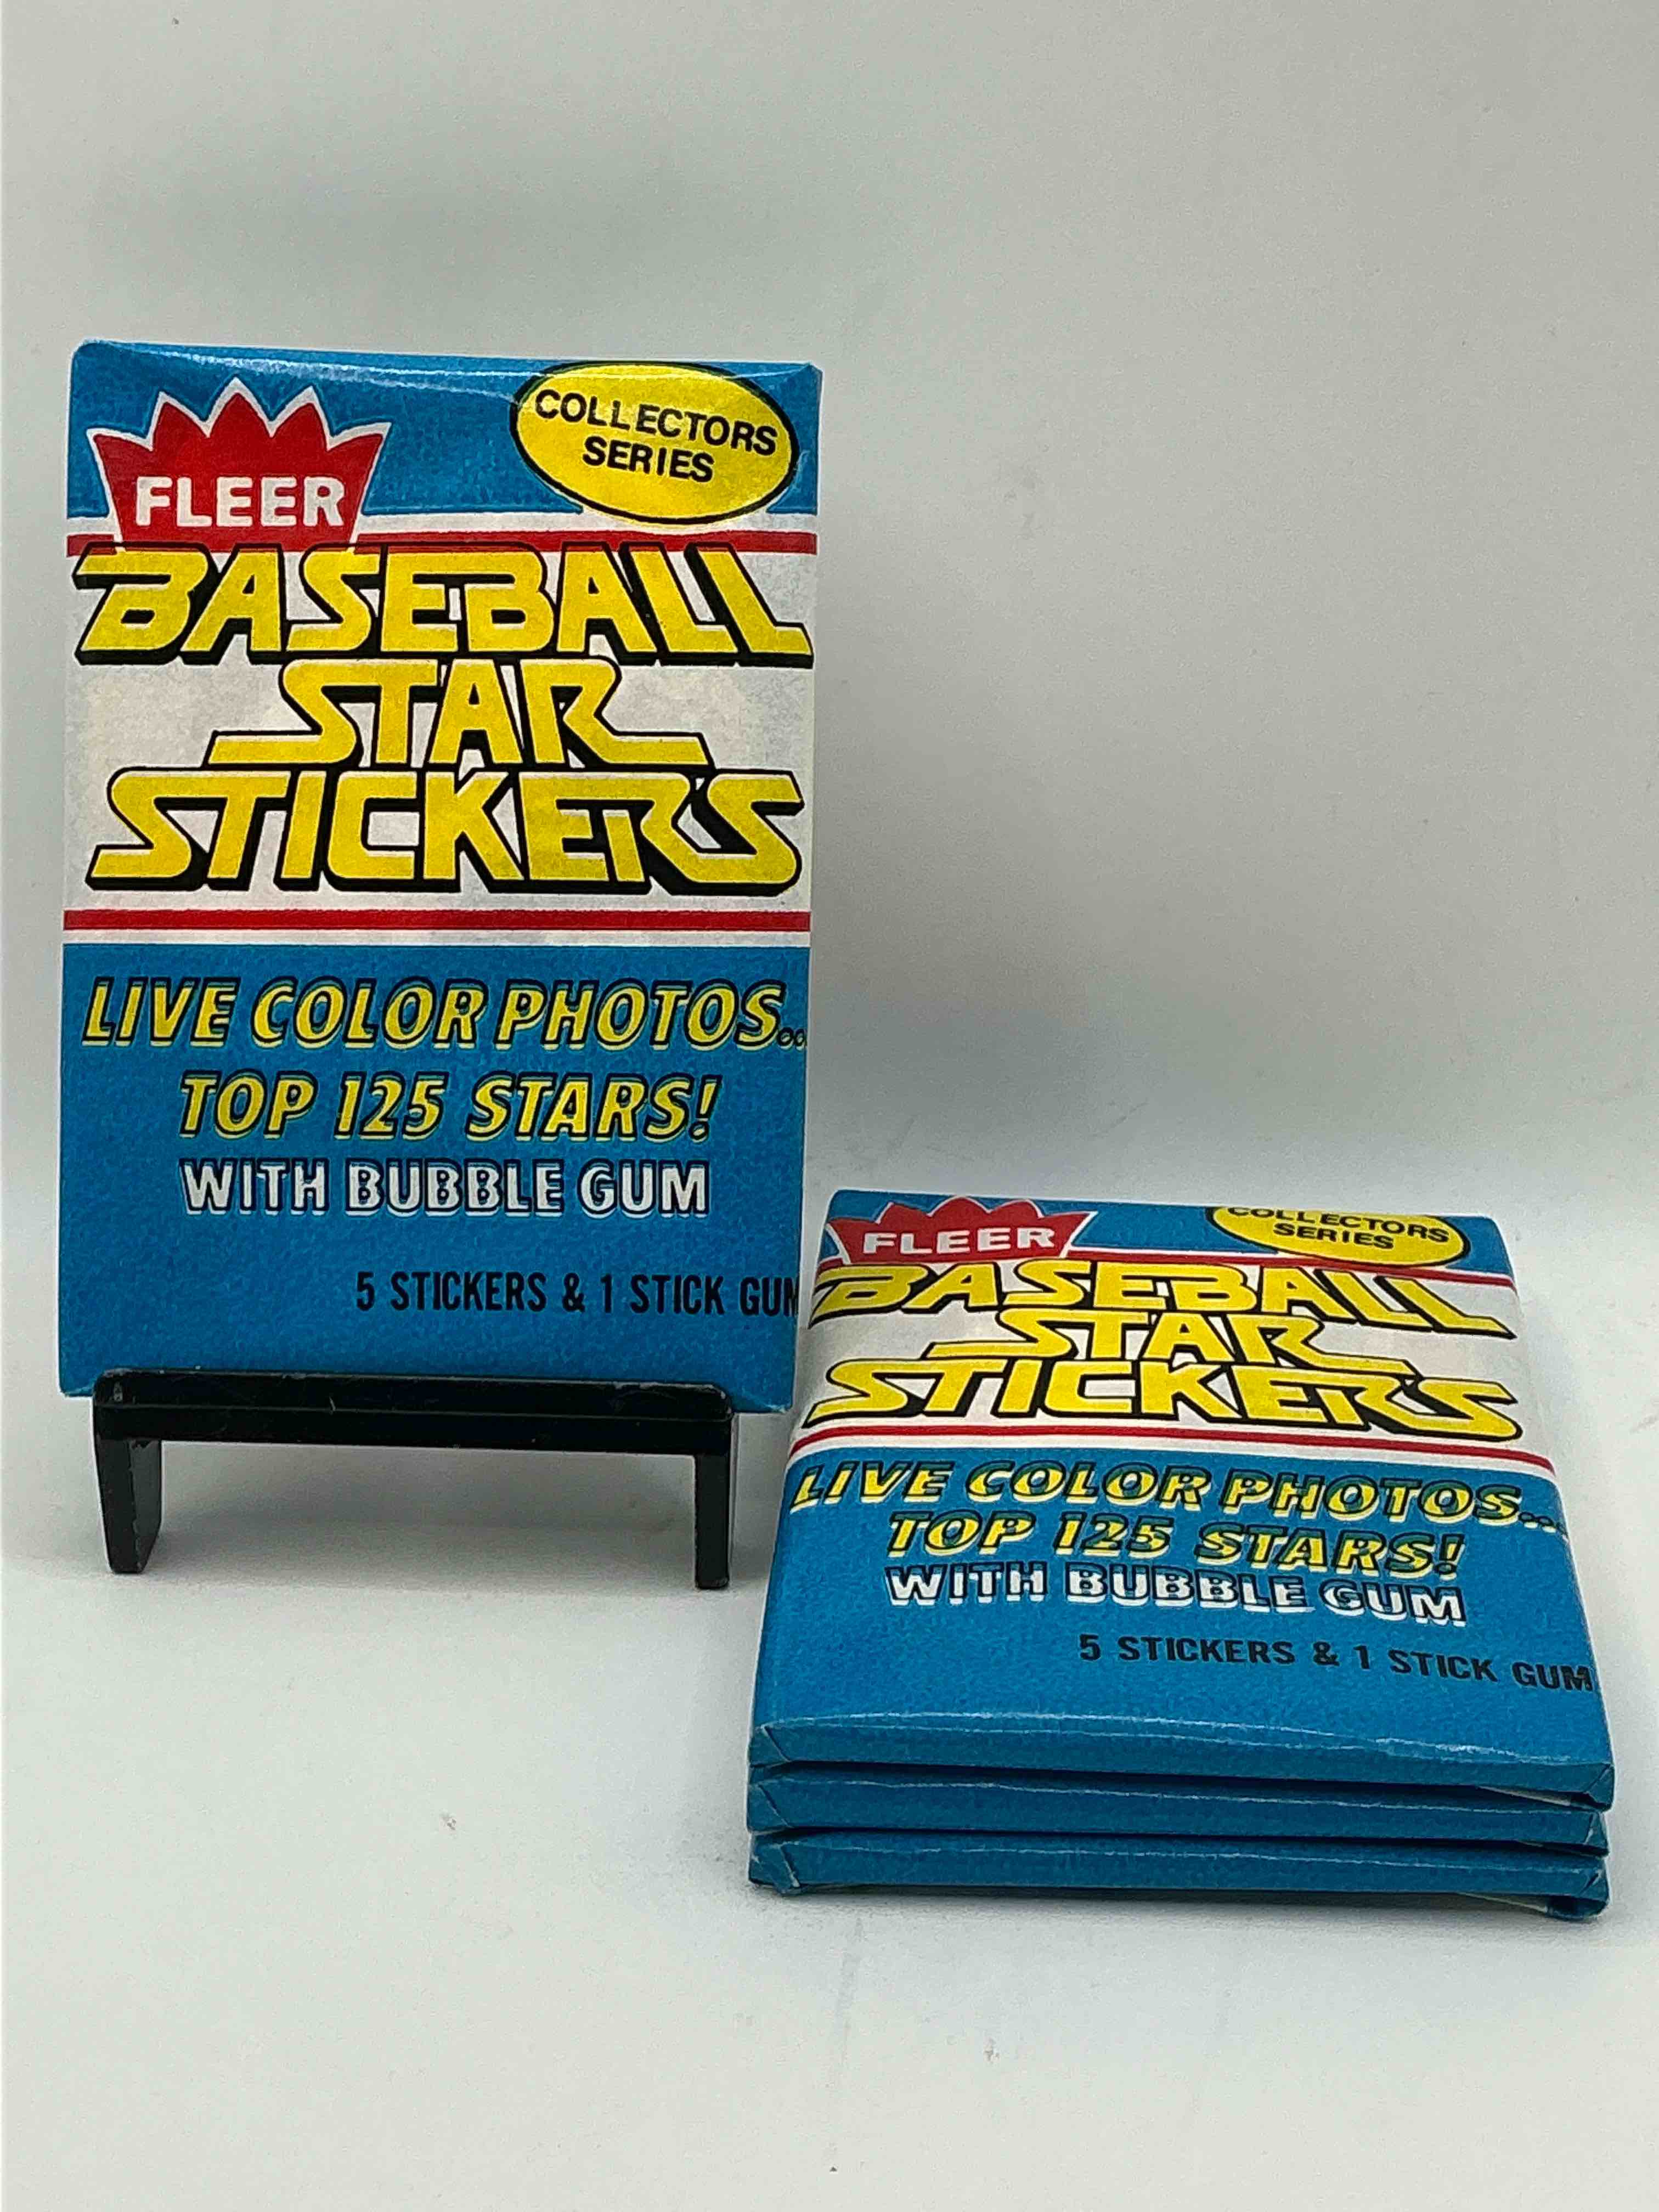 COLLECTORS
SERIES
FLEER
BASEBALL
STAR
STICKERS
LIVE COLOR PHOTOS...
TOP 125 STARS!
WITH BUBBLE GUM
5 STICKERS & 1 STICK GUM
FLEER
COLLECTORS
SERIES
BASEBALL
STAR
STICKERS
LIVE COLOR PHOTOS...
TOP 125 STARS!
WITH BUBBLE GUM
5 STICKERS & 1 STICK GUM